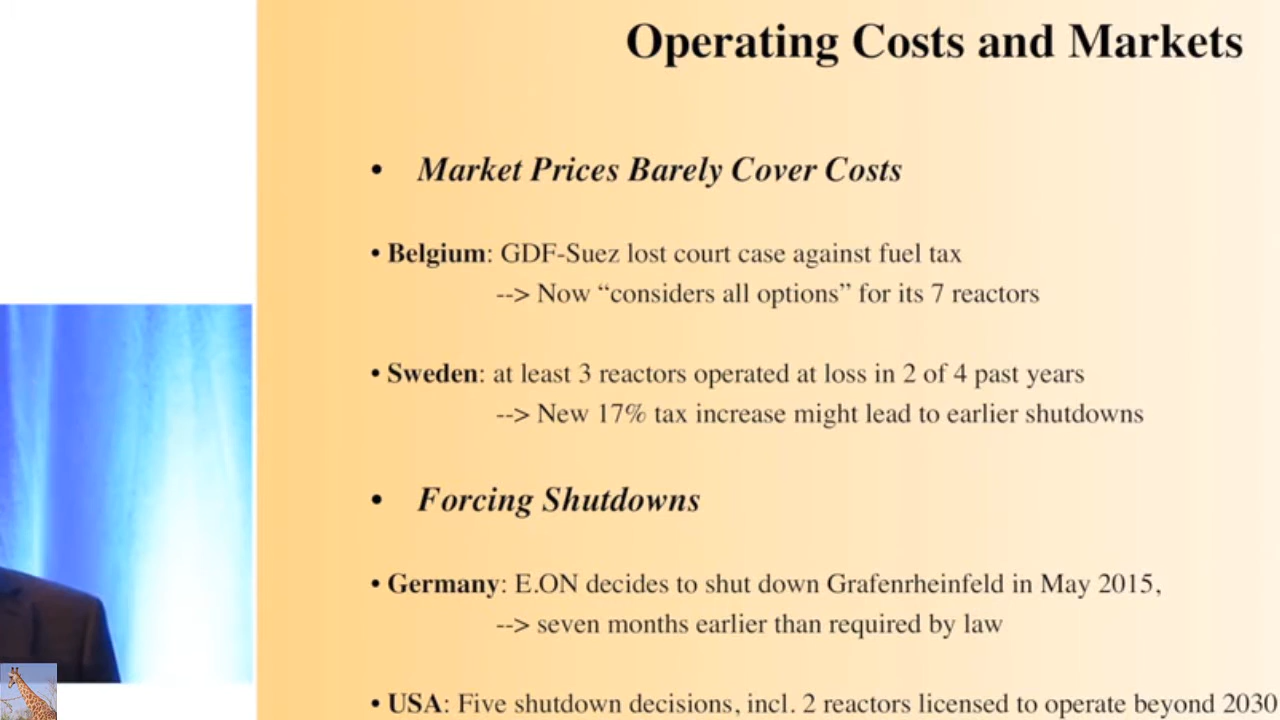 Operating Costs and Markets
• Market Prices Barely Cover Costs
• Belgium: GDF-Suez lost court case against fuel tax
--> Now “considers all options” for its 7 reactors
• Sweden: at least 3 reactors operated at loss in 2 of 4 past years
--> New 17% tax increase might lead to earlier shutdowns
• Forcing Shutdowns
• Germany: E.ON decides to shut down Grafenrheinfeld in May 2015,
--> seven months earlier than required by law
• USA: Five shutdown decisions, incl. 2 reactors licensed to operate beyond 2030